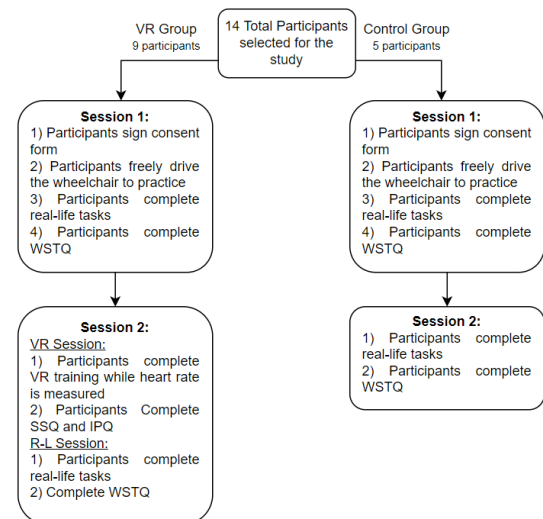 14 Total Participants
selected for the
study
VR Group
9 participants
Control Group
5 participants
Session 1:
1) Participants sign consent
form
2) Participants freely drive
the wheelchair to practice
3) Participants complete
real-life tasks
4) Participants complete
WSTQ
Session 1:
1) Participants sign consent
form
2) Participants freely drive
the wheelchair to practice
3) Participants complete
real-life tasks
4) Participants complete
WSTQ
Session 2:
VR Session:
1) Participants complete
VR training while heart rate
is measured
2) Participants Complete
SSQ and IPQ
R-L Session:
1) Participants complete
real-life tasks
2) Complete WSTQ
Session 2:
1) Participants complete
real-life tasks
2) Participants complete
WSTQ